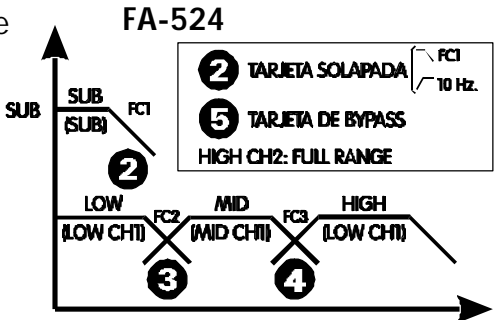 e
FA-524
2 TARJETA SOLAPADA FC1
10 Hz.
5 TARJETA DE BYPASS
HIGH CH2: FULL RANGE
SUB
SUB
(SUB)
FC1
2
LOW FC2 MID FC3 HIGH
(LOW CH1) (MID CH1) (LOW CH1)
3 4